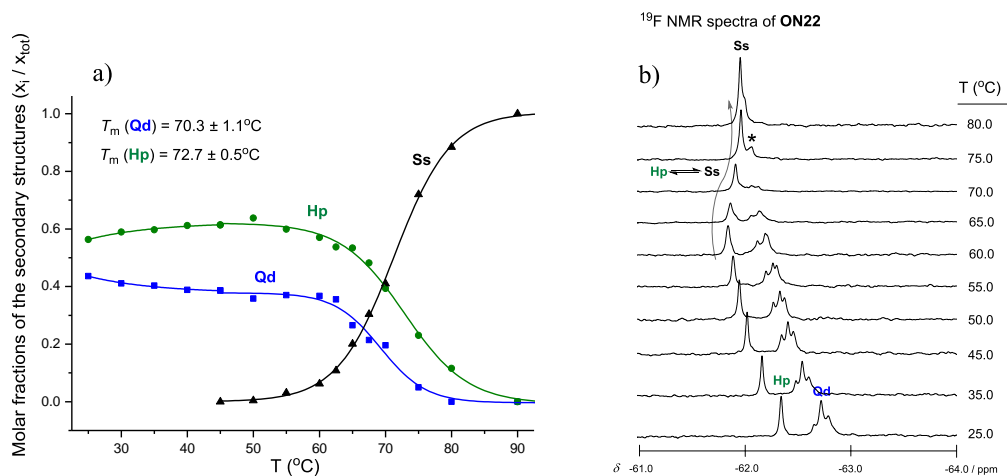 a)
Molar fractions of the secondary structures (xi / xtot)
1.0
0.8
0.6
0.4
0.2
0.0
Tm (Qd) = 70.3 ± 1.1oC
Tm (Hp) = 72.7 ± 0.5oC
Ss
Hp
Qd
30
40
50
60
70
80
90
T (oC)
19F NMR spectra of ON22
b)
Ss
T (oC)
80.0
*
75.0
Hp ⇌ Ss
70.0
65.0
60.0
55.0
50.0
45.0
Hp
Qd
35.0
25.0
δ -61.0 -62.0 -63.0 -64.0 / ppm